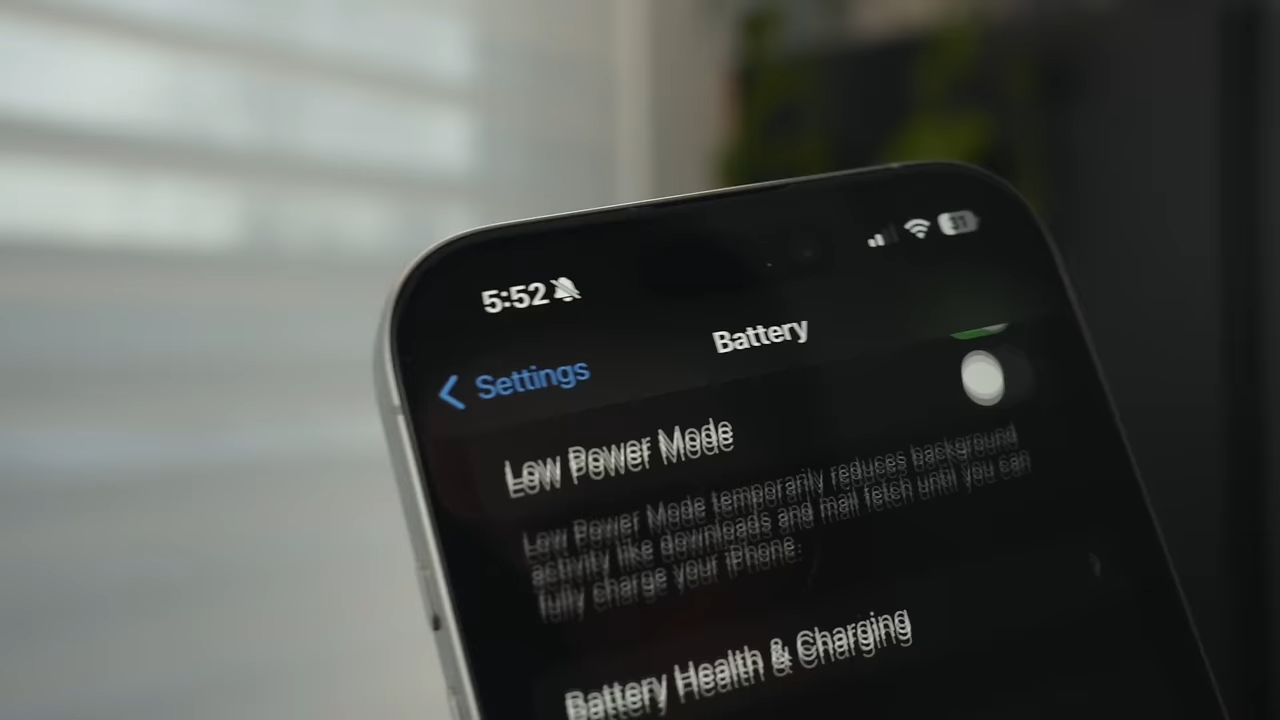 5:52
31
Battery
Settings
Low Power Mode
Low Power Mode temporarily reduces background
activity like downloads and mail fetch until you can
fully charge your iPhone.
Battery Health & Charging